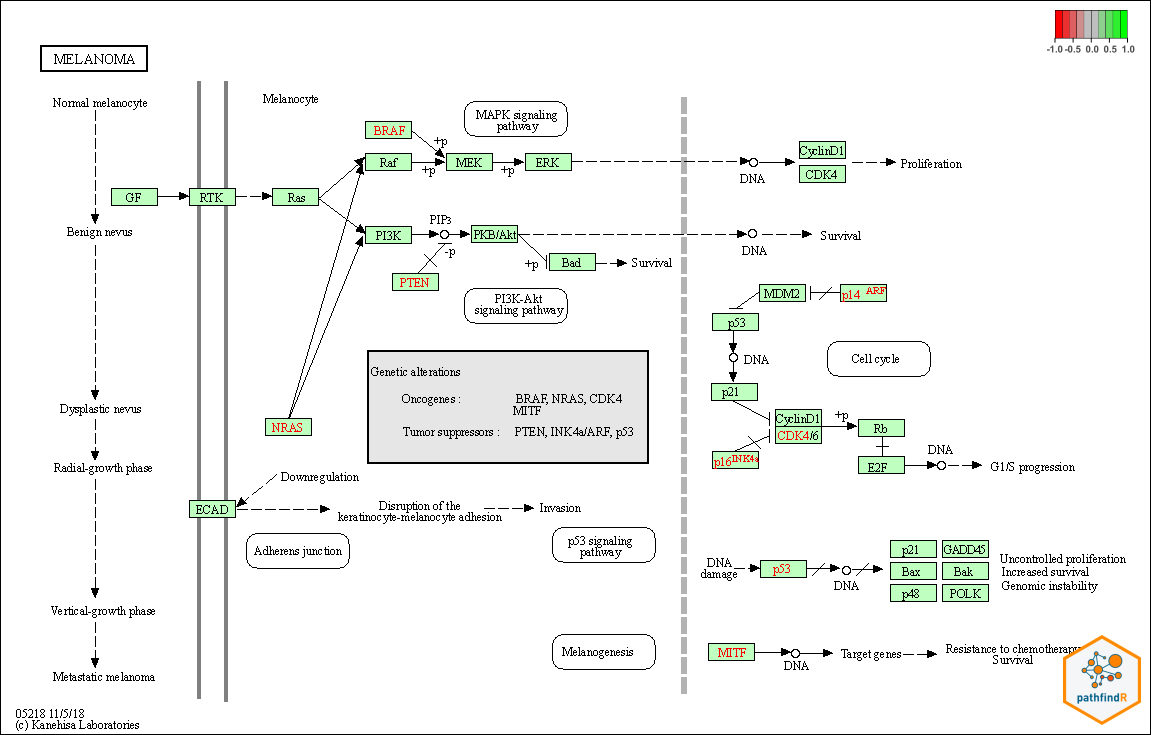 -1.0 -0.5 0.0 0.5 1.0
MELANOMA
Normal melanocyte
Melanocyte
MAPK signaling
pathway
BRAF
+p
CyclinD1
Raf
+p
MEK
+p
ERK
DNA
CDK4
Proliferation
GF
RTK
Ras
Benign nevus
PIP3
PI3K
-p
PKB/Akt
+p
Bad
Survival
DNA
Survival
PTEN
PI3K-Akt
signaling pathway
MDM2
p14 ARF
p53
DNA
Cell cycle
Genetic alterations
Oncogenes : BRAF, NRAS, CDK4
MITF
Tumor suppressors : PTEN, INK4a/ARF, p53
p21
Dysplastic nevus
NRAS
CyclinD1
CDK4/6
+p
Rb
p16 INK4a
E2F
DNA
G1/S progression
Radial-growth phase
Downregulation
ECAD
Disruption of the
keratinocyte-melanocyte adhesion
Invasion
Adherens junction
p53 signaling
pathway
DNA
damage
p53
DNA
p21 GADD45
Bax Bak
p48 POLK
Uncontrolled proliferation
Increased survival
Genomic instability
Vertical-growth phase
Melanogenesis
MITF
DNA
Target genes
Resistance to chemotherapy
Survival
Metastatic melanoma
pathfindR
05218 11/5/18
(c) Kanehisa Laboratories